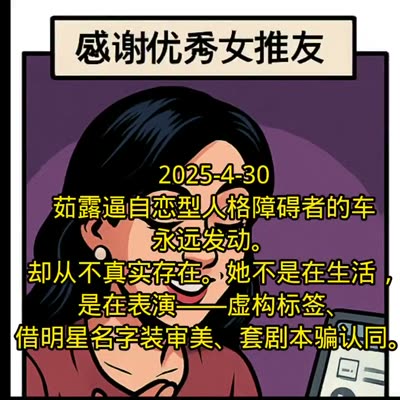 感谢优秀女推友
2025-4-30
茹露逼自恋型人格障碍者的车
永远发动。
却从不真实存在。她不是在生活，
是在表演——虚构标签、
借明星名字装审美、套剧本骗认同。